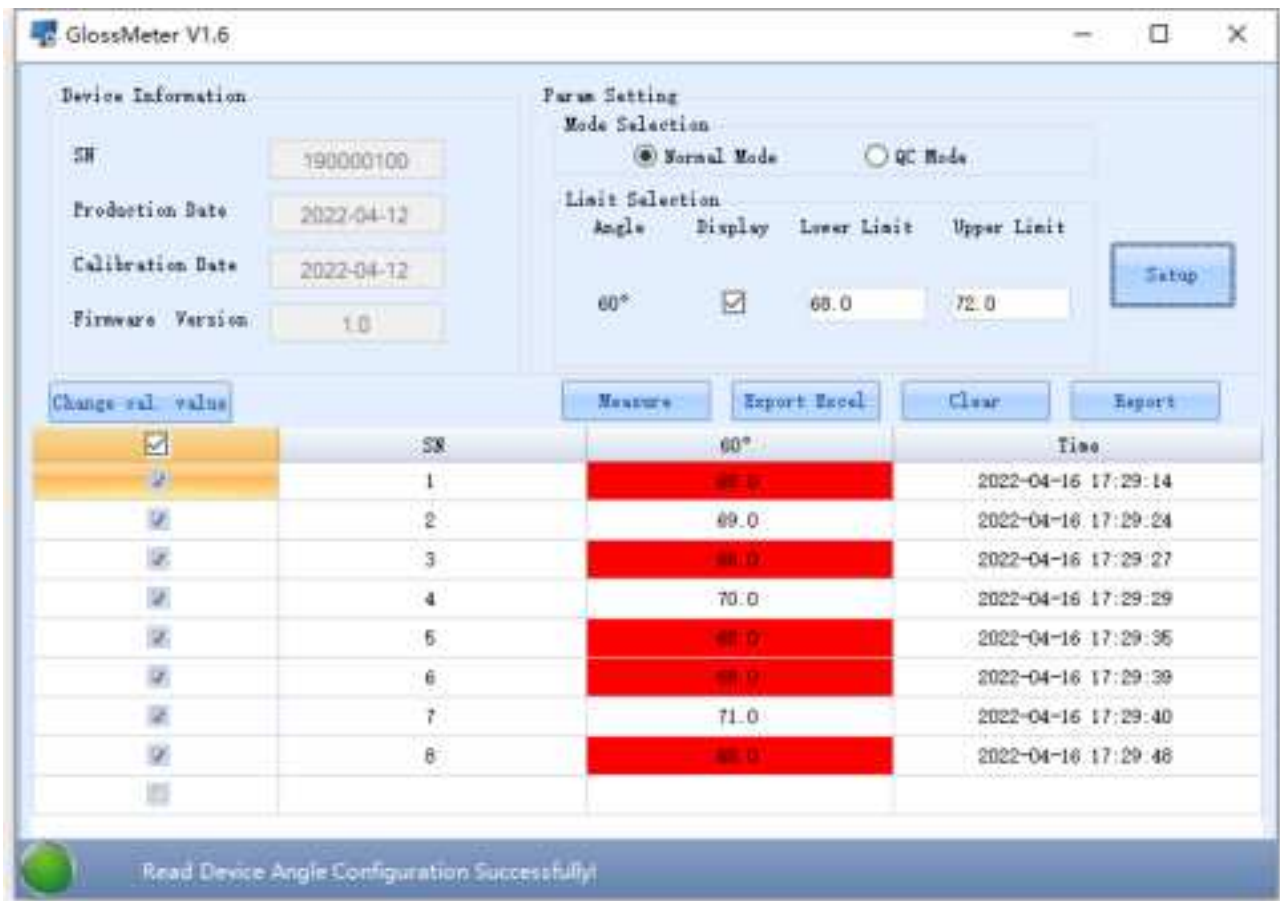 GlossMeter V1.6
Device Information
SN 190000100
Production Date 2022-04-12
Calibration Date 2022-04-12
Firmware Version 1.0
Param Setting
Mode Selection
Normal Mode QC Mode
Limit Selection
Angle Display Lower Limit Upper Limit
60° 68.0 72.0
Setup
Change cal. value Measure Export Excel Clear Report
SN 60° Time
1 2022-04-16 17:29:14
2 69.0 2022-04-16 17:29:24
3 2022-04-16 17:29:27
4 70.0 2022-04-16 17:29:29
5 2022-04-16 17:29:35
6 2022-04-16 17:29:39
7 71.0 2022-04-16 17:29:40
8 2022-04-16 17:29:48
Read Device Angle Configuration Successfully!